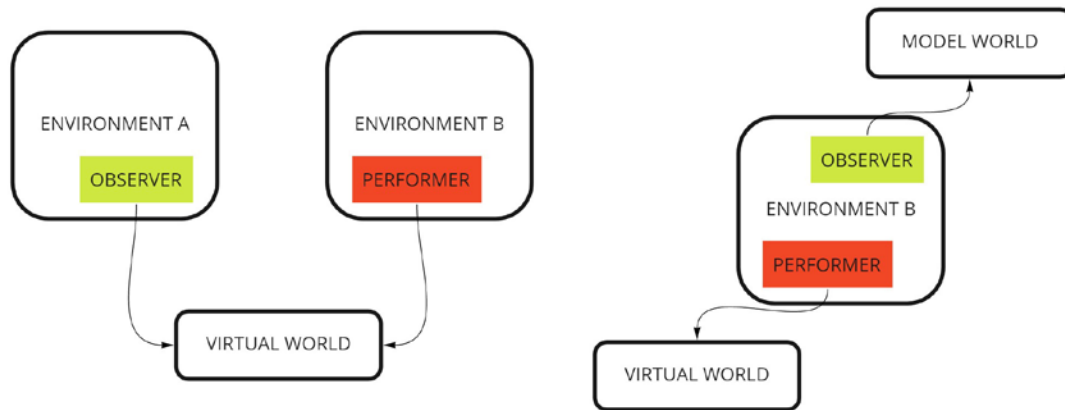 ENVIRONMENT A
OBSERVER
ENVIRONMENT B
PERFORMER
VIRTUAL WORLD
MODEL WORLD
OBSERVER
ENVIRONMENT B
PERFORMER
VIRTUAL WORLD